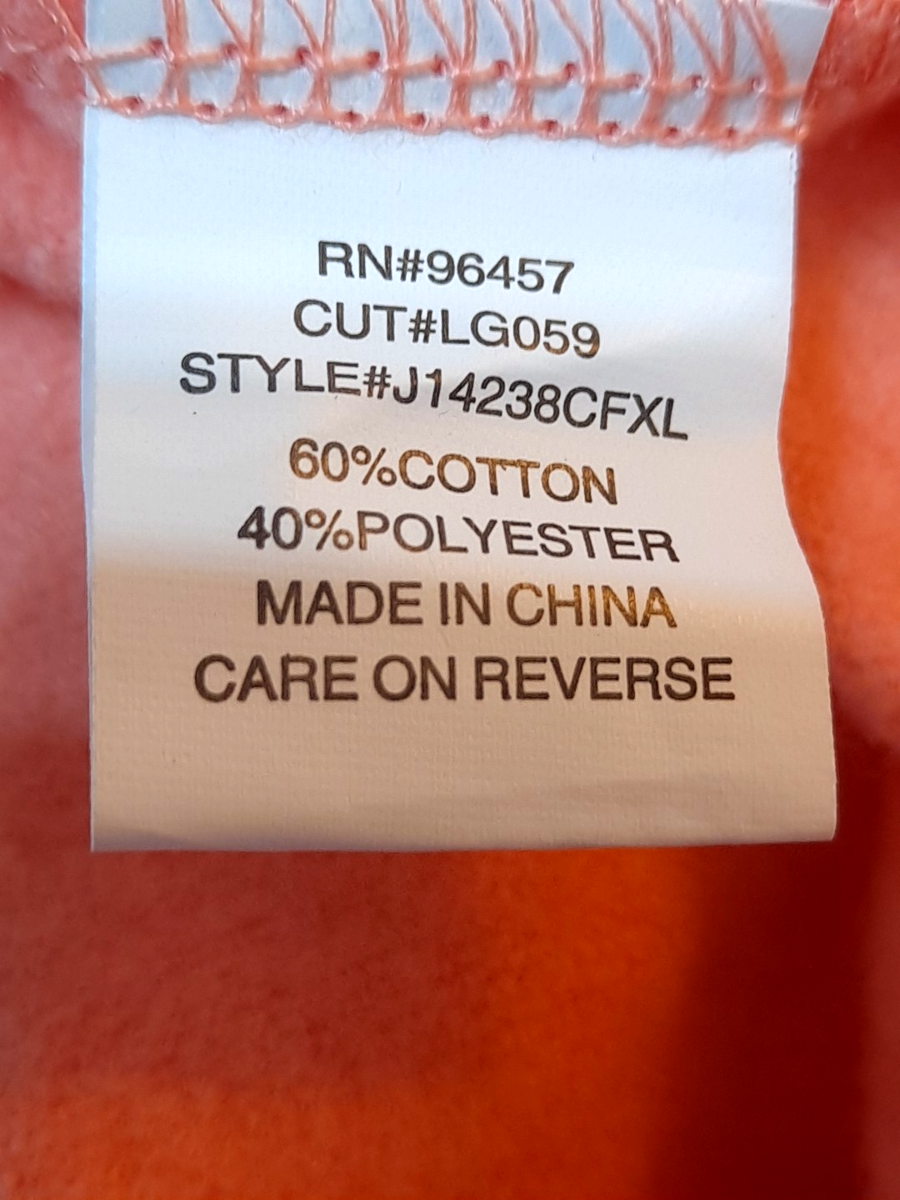 RN#96457
CUT#LG059
STYLE#J14238CFXL
60%COTTON
40%POLYESTER
MADE IN CHINA
CARE ON REVERSE